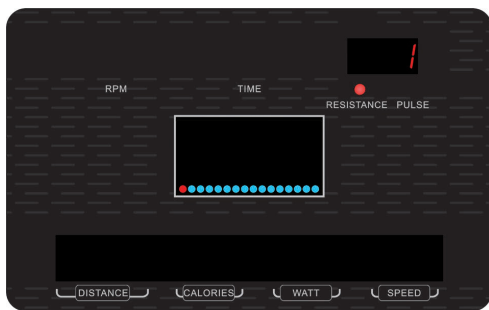 1
RPM TIME
RESISTANCE PULSE
DISTANCE CALORIES WATT SPEED